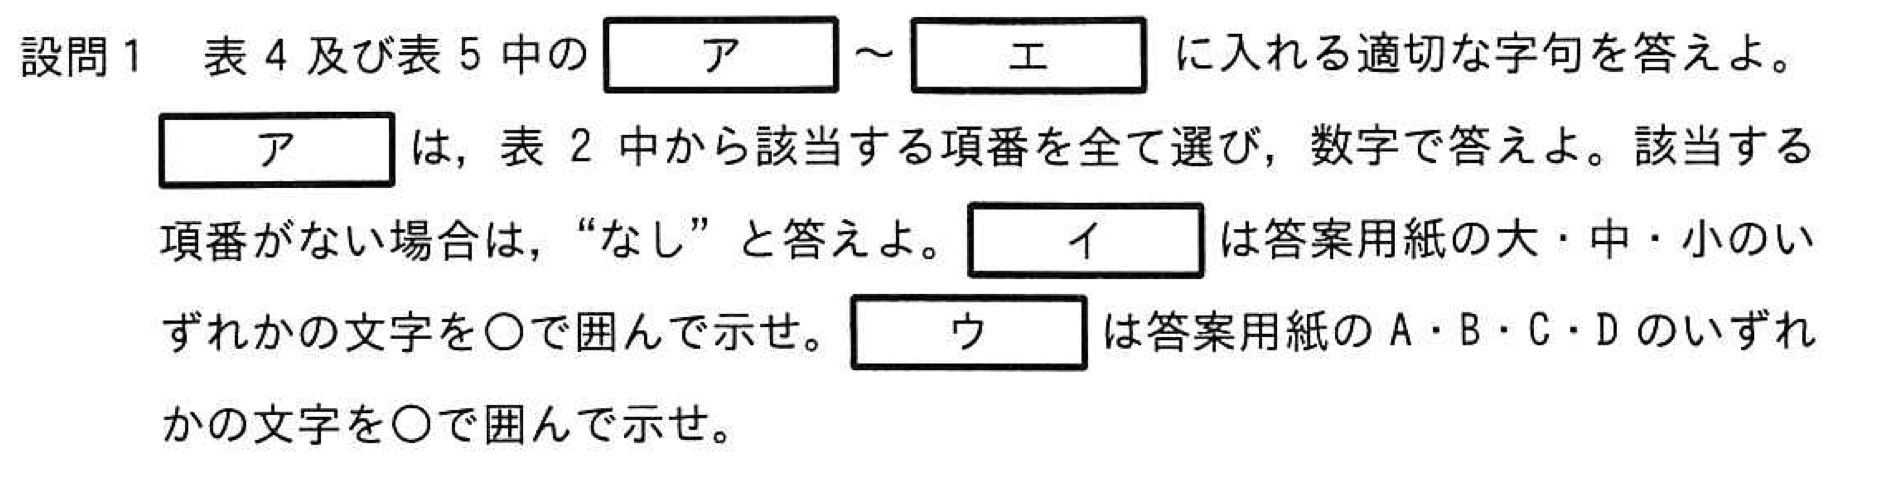 設問1 表 4 及び表 5 中の ア ～ エ に入れる適切な字句を答えよ。
ア は，表 2 中から該当する項番を全て選び，数字で答えよ。該当する
項番がない場合は，“なし” と答えよ。 イ は答案用紙の大・中・小のい
ずれかの文字を○で囲んで示せ。 ウ は答案用紙の A・B・C・D のいずれ
かの文字を○で囲んで示せ。